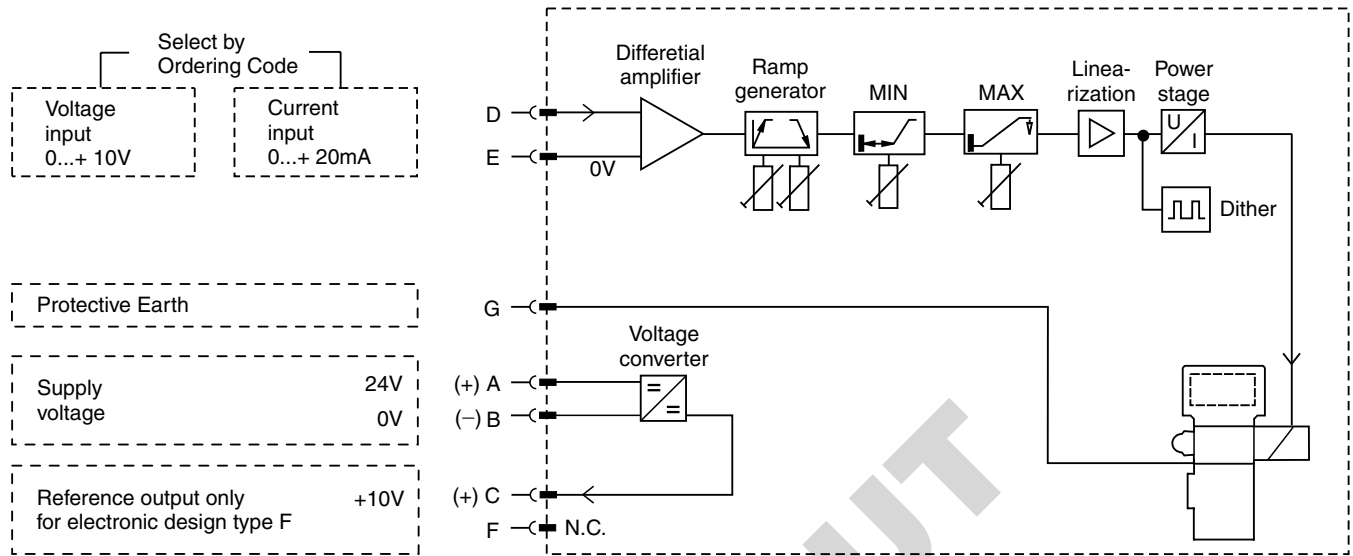 Select by
Ordering Code
Voltage
input
0...+ 10V
Current
input
0...+ 20mA
D
E
0V
Differetial
amplifier
Ramp
generator
MIN
MAX
Linea-
rization
Power
stage
U
I
Dither
Protective Earth
G
Voltage
converter
Supply
voltage
24V
0V
(+) A
(−) B
=
=
Reference output only
for electronic design type F
+10V
(+) C
F
N.C.